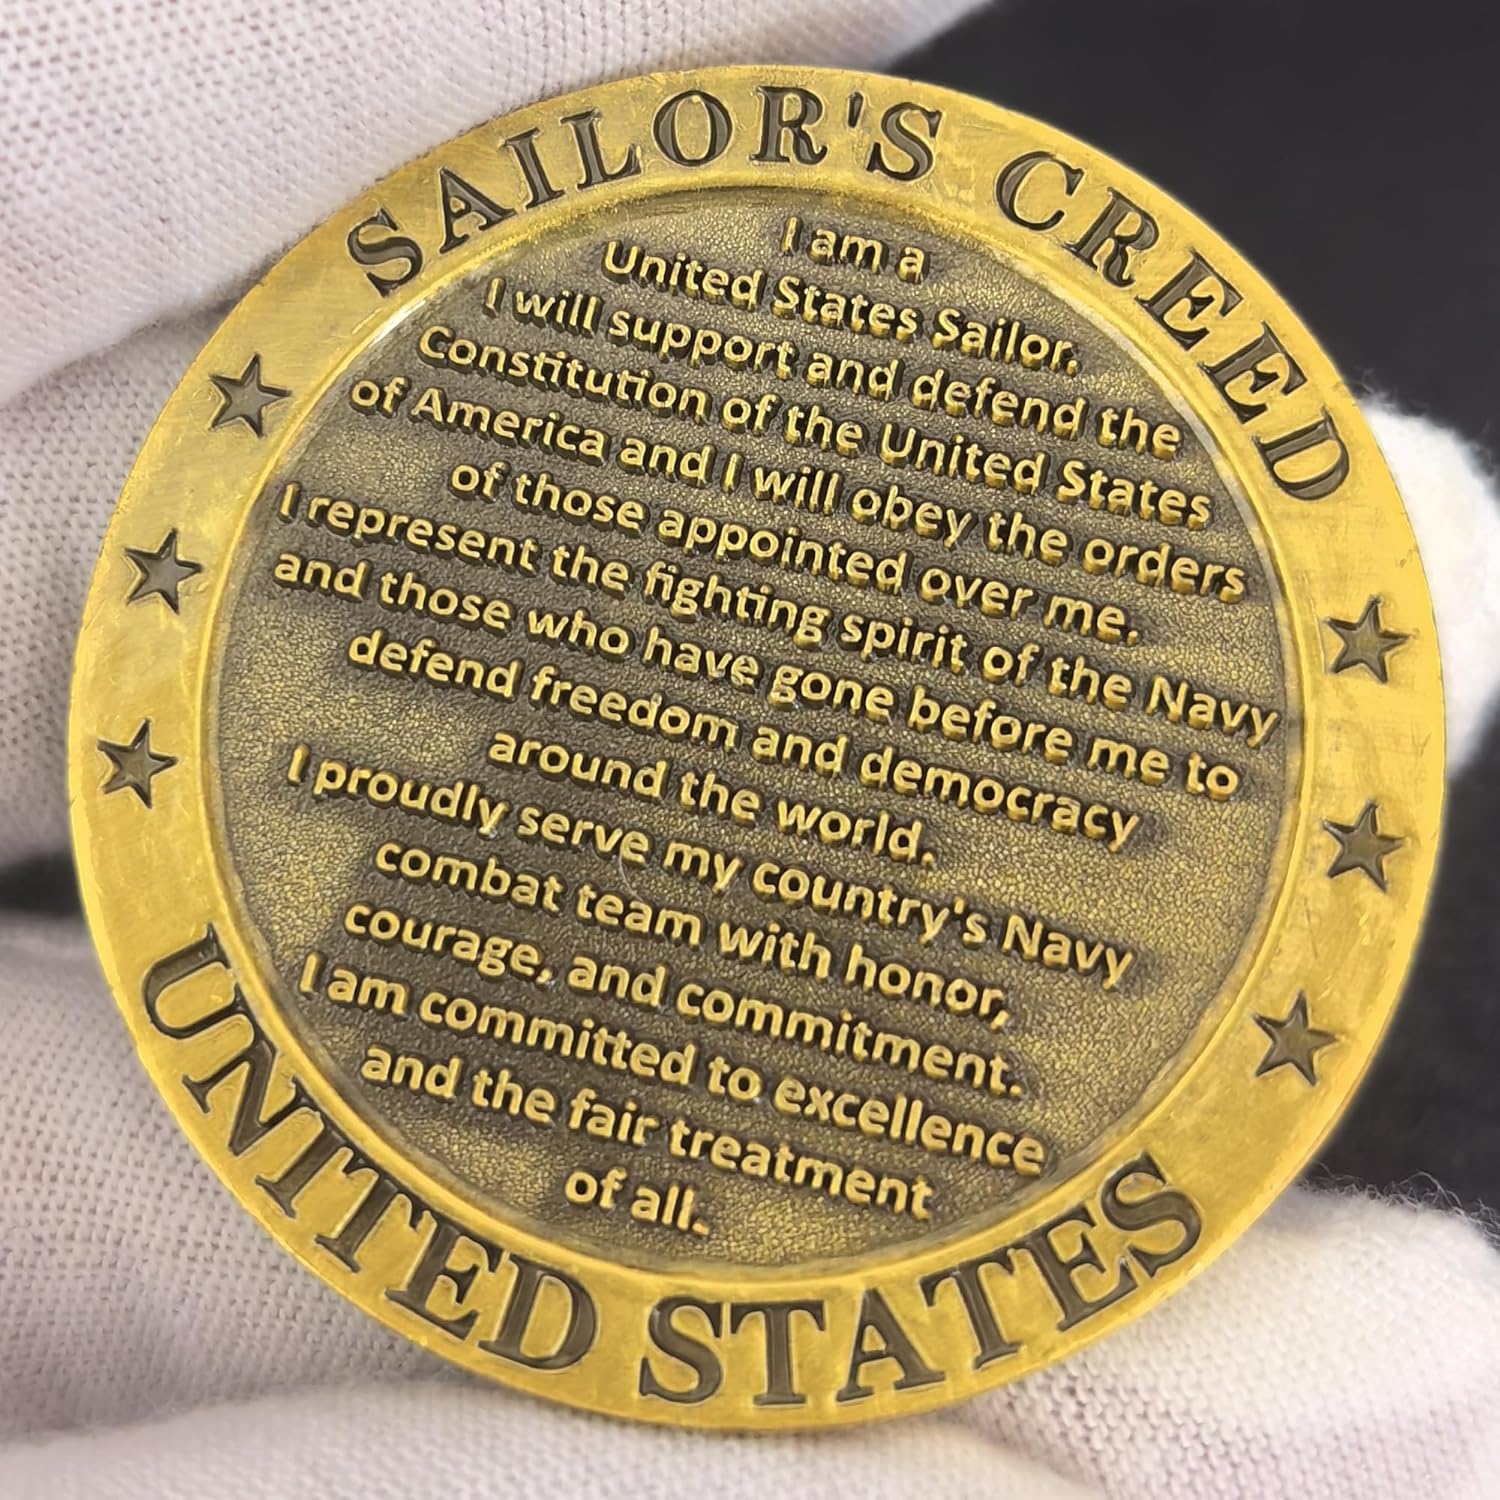 SAILOR'S CREED
I am a
United States Sailor.
I will support and defend the
Constitution of the United States
of America and I will obey the orders
of those appointed over me.
I represent the fighting spirit of the Navy
and those who have gone before me to
defend freedom and democracy
around the world.
I proudly serve my country's Navy
combat team with honor,
courage, and commitment.
I am committed to excellence
and the fair treatment
of all.
UNITED STATES